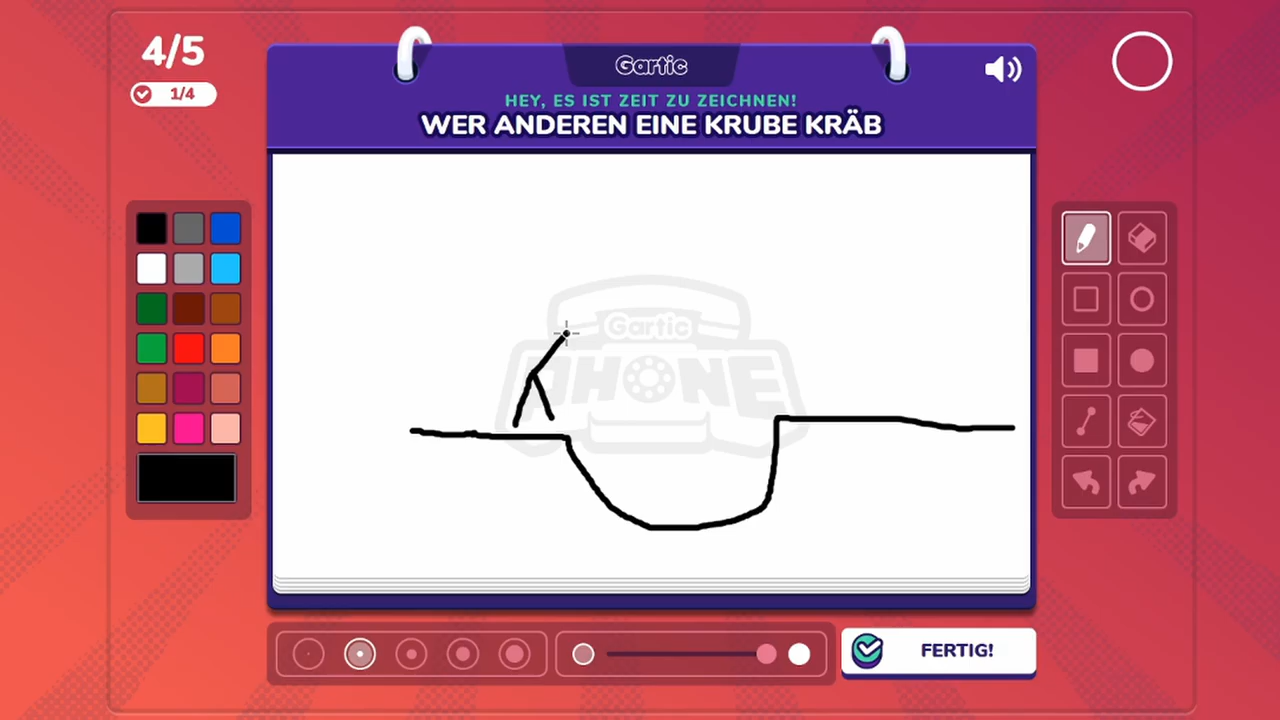 4/5
1/4
Gartic
HEY, ES IST ZEIT ZU ZEICHNEN!
WER ANDEREN EINE KRUBE KRÄB
Gartic
PHONE
FERTIG!